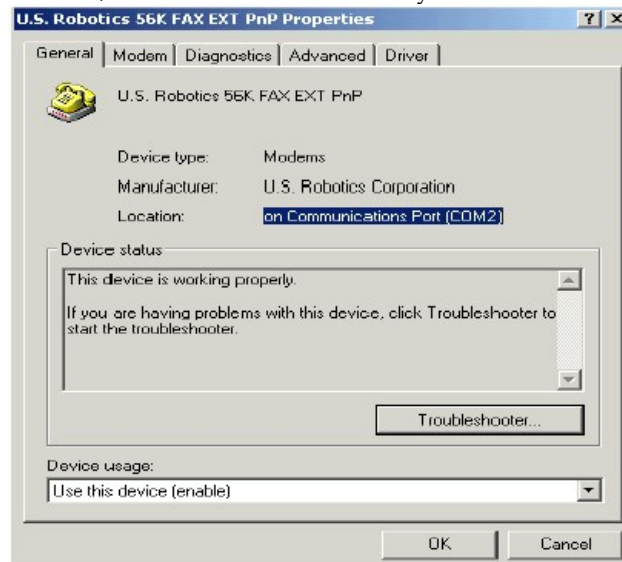 U.S. Robotics 56K FAX EXT PnP Properties
General Modem Diagnostics Advanced Driver
U.S. Robotics 56K FAX EXT PnP
Device type: Modems
Manufacturer: U.S. Robotics Corporation
Location: on Communications Port (COM2)
Device status
This device is working properly.
If you are having problems with this device, click Troubleshooter to
start the troubleshooter.
Troubleshooter...
Device usage:
Use this device (enable)
OK Cancel